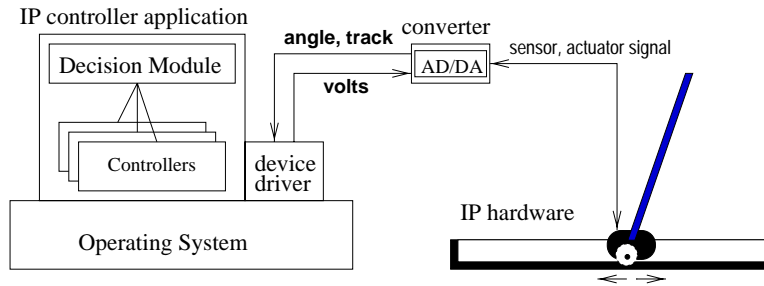 IP controller application
Decision Module
Controllers
device
driver
Operating System
angle, track
volts
converter
AD/DA
sensor, actuator signal
IP hardware